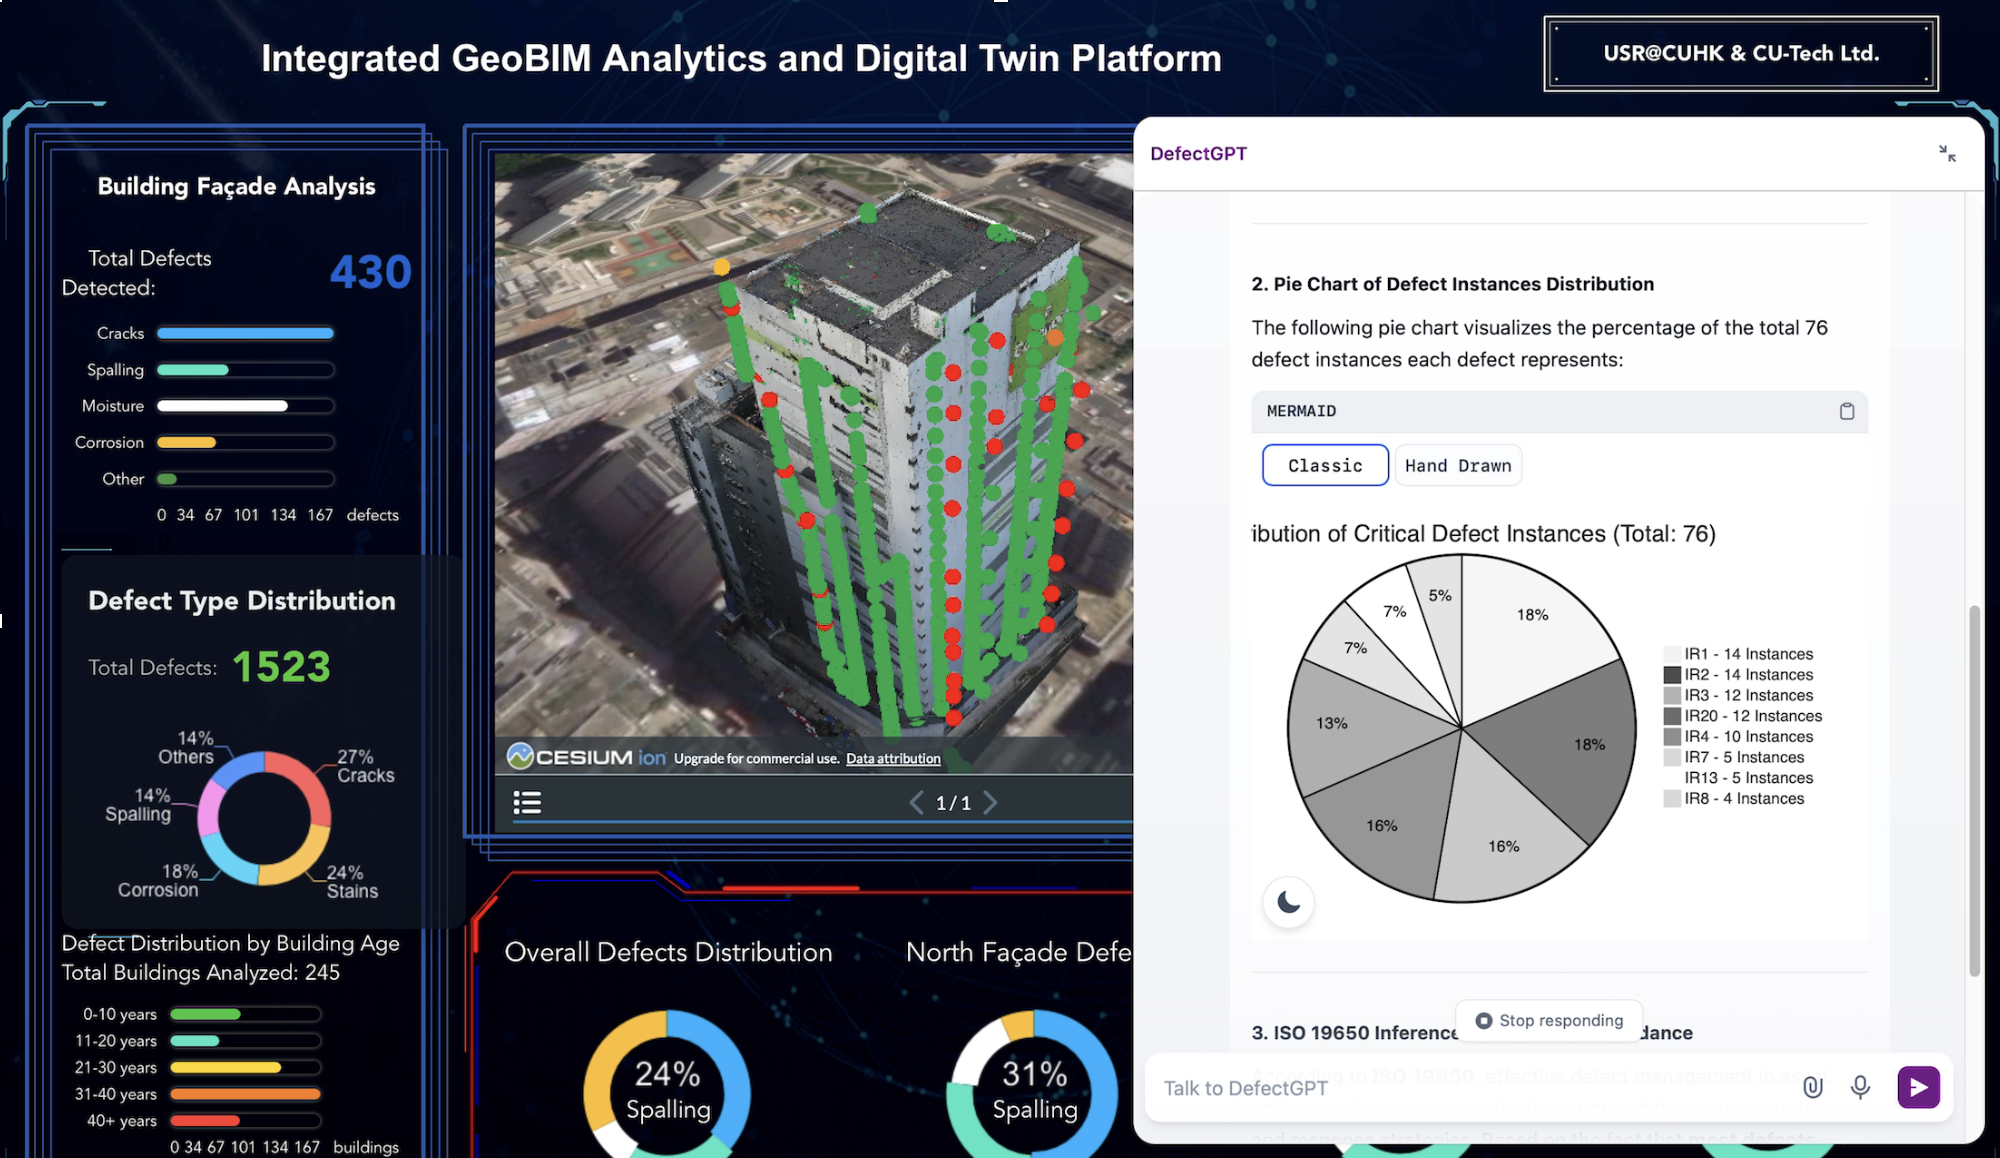 Integrated GeoBIM Analytics and Digital Twin Platform
USR@CUHK & CU-Tech Ltd.
Building Façade Analysis
Total Defects
Detected:
430
Cracks
Spalling
Moisture
Corrosion
Other
0 34 67 101 134 167 defects
Defect Type Distribution
Total Defects: 1523
14%
Others
27%
Cracks
14%
Spalling
18%
Corrosion
24%
Stains
Defect Distribution by Building Age
Total Buildings Analyzed: 245
0-10 years
11-20 years
21-30 years
31-40 years
40+ years
0 34 67 101 134 167 buildings
CESIUM ion Upgrade for commercial use. Data attribution
1/1
Overall Defects Distribution
24%
Spalling
North Façade Defe
31%
Spalling
DefectGPT
2. Pie Chart of Defect Instances Distribution
The following pie chart visualizes the percentage of the total 76
defect instances each defect represents:
MERMAID
Classic
Hand Drawn
ibution of Critical Defect Instances (Total: 76)
5%
18%
7%
7%
13%
18%
16%
16%
IR1 - 14 Instances
IR2 - 14 Instances
IR3 - 12 Instances
IR20 - 12 Instances
IR4 - 10 Instances
IR7 - 5 Instances
IR13 - 5 Instances
IR8 - 4 Instances
Stop responding
3. ISO 19650 Inference dance
According to ISO 19650, effective defect management in
Talk to DefectGPT